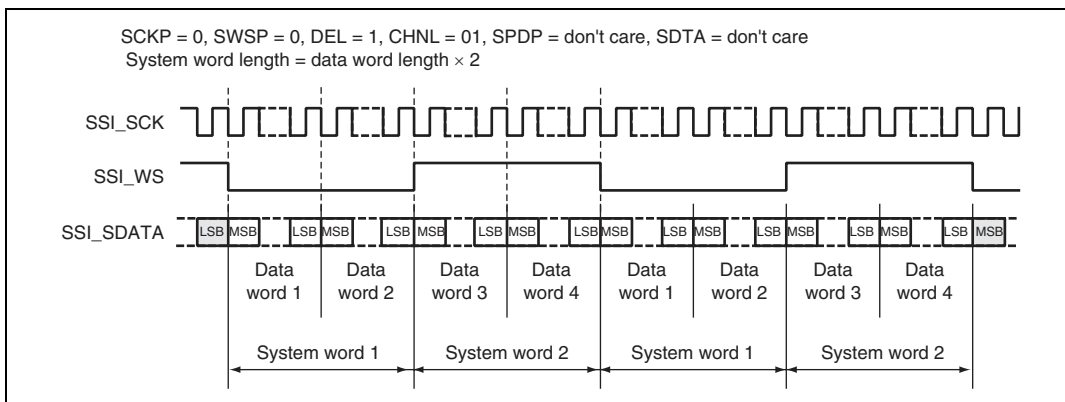 SCKP = 0, SWSP = 0, DEL = 1, CHNL = 01, SPDP = don't care, SDTA = don't care
System word length = data word length × 2
SSI_SCK
SSI_WS
SSI_SDATA
LSB MSB LSB MSB LSB MSB LSB MSB LSB MSB LSB MSB LSB MSB LSB MSB LSB MSB
Data word 1
Data word 2
Data word 3
Data word 4
Data word 1
Data word 2
Data word 3
Data word 4
System word 1
System word 2
System word 1
System word 2